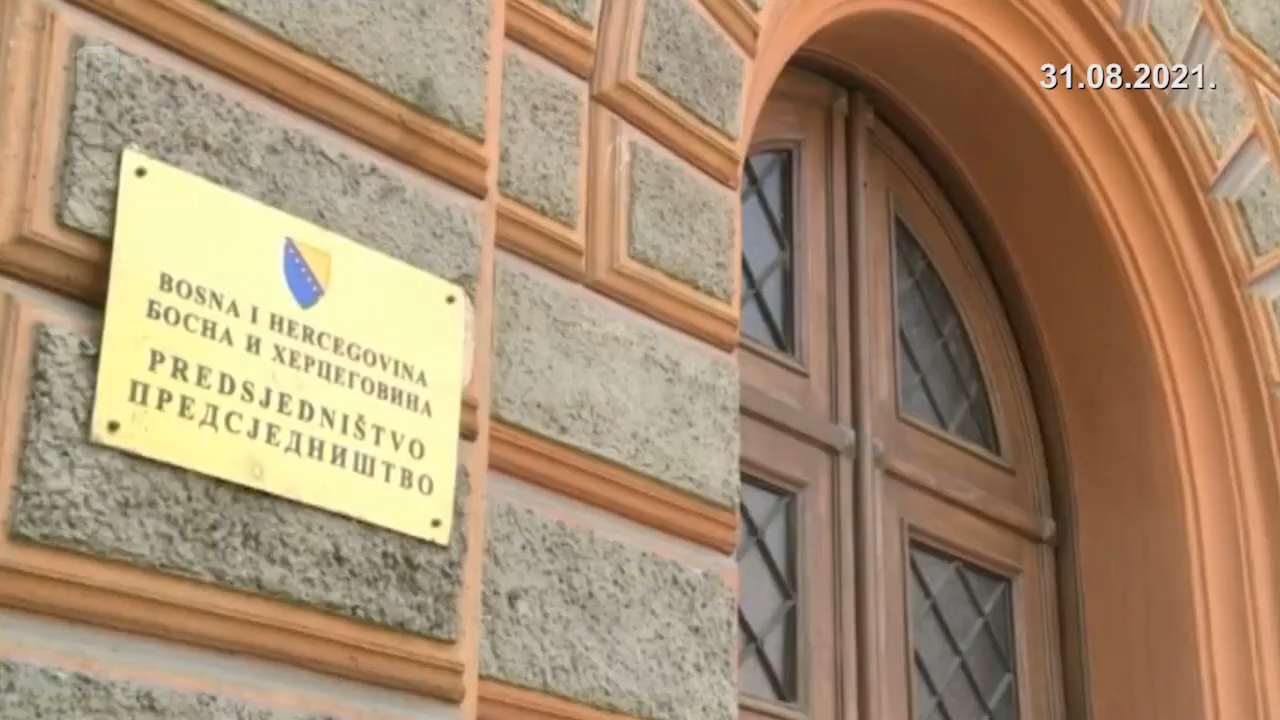 31.08.2021.
BOSNA I HERCEGOVINA
БОСНА И ХЕРЦЕГОВИНА
PREDSJEDNIŠTVO
ПРЕДСЈЕДНИШТВО